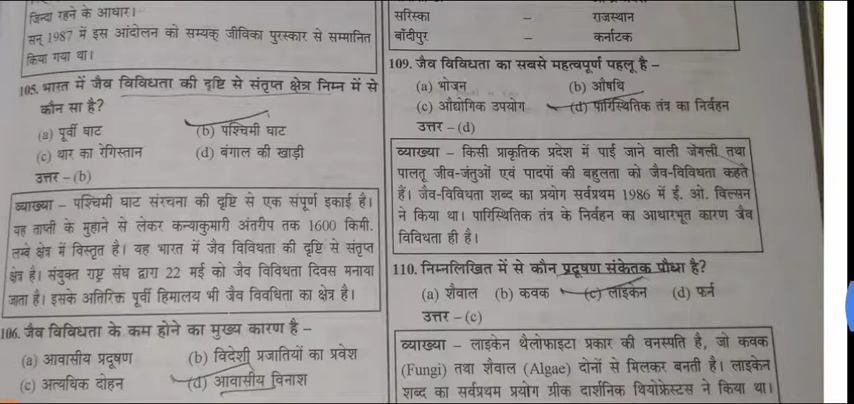 जिन्दा रहने के आधार।
सन् 1987 में इस आंदोलन को सम्यक् जीविका पुरस्कार से सम्मानित
किया गया था।
105. भारत में जैव विविधता की दृष्टि से संतृप्त क्षेत्र निम्न में से
कौन सा है?
(a) पूर्वी घाट (b) पश्चिमी घाट
(c) थार का रेगिस्तान (d) बंगाल की खाड़ी
उत्तर – (b)
व्याख्या – पश्चिमी घाट संरचना की दृष्टि से एक संपूर्ण इकाई है।
यह ताप्ती के मुहाने से लेकर कन्याकुमारी अंतरीप तक 1600 किमी.
लम्बे क्षेत्र में विस्तृत है। यह भारत में जैव विविधता की दृष्टि से संतृप्त
क्षेत्र है। संयुक्त राष्ट्र संघ द्वारा 22 मई को जैव विविधता दिवस मनाया
जाता है। इसके अतिरिक्त पूर्वी हिमालय भी जैव विवधिता का क्षेत्र है।
106. जैव विविधता के कम होने का मुख्य कारण है –
(a) आवासीय प्रदूषण (b) विदेशी प्रजातियों का प्रवेश
(c) अत्यधिक दोहन (d) आवासीय विनाश
सरिस्का – राजस्थान
बाँदीपुर – कर्नाटक
109. जैव विविधता का सबसे महत्वपूर्ण पहलू है –
(a) भोजन (b) औषधि
(c) औद्योगिक उपयोग (d) पारिस्थितिक तंत्र का निर्वहन
उत्तर – (d)
व्याख्या – किसी प्राकृतिक प्रदेश में पाई जाने वाली जंगली तथा
पालतू जीव-जंतुओं एवं पादपों की बहुलता को जैव-विविधता कहते
हैं। जैव-विविधता शब्द का प्रयोग सर्वप्रथम 1986 में ई. ओ. विल्सन
ने किया था। पारिस्थितिक तंत्र के निर्वहन का आधारभूत कारण जैव
विविधता ही है।
110. निम्नलिखित में से कौन प्रदूषण संकेतक पौधा है?
(a) शैवाल (b) कवक (c) लाइकेन (d) फर्न
उत्तर – (c)
व्याख्या – लाइकेन थैलोफाइटा प्रकार की वनस्पति है, जो कवक
(Fungi) तथा शैवाल (Algae) दोनों से मिलकर बनती है। लाइकेन
शब्द का सर्वप्रथम प्रयोग ग्रीक दार्शनिक थियोफ्रेस्टस ने किया था।